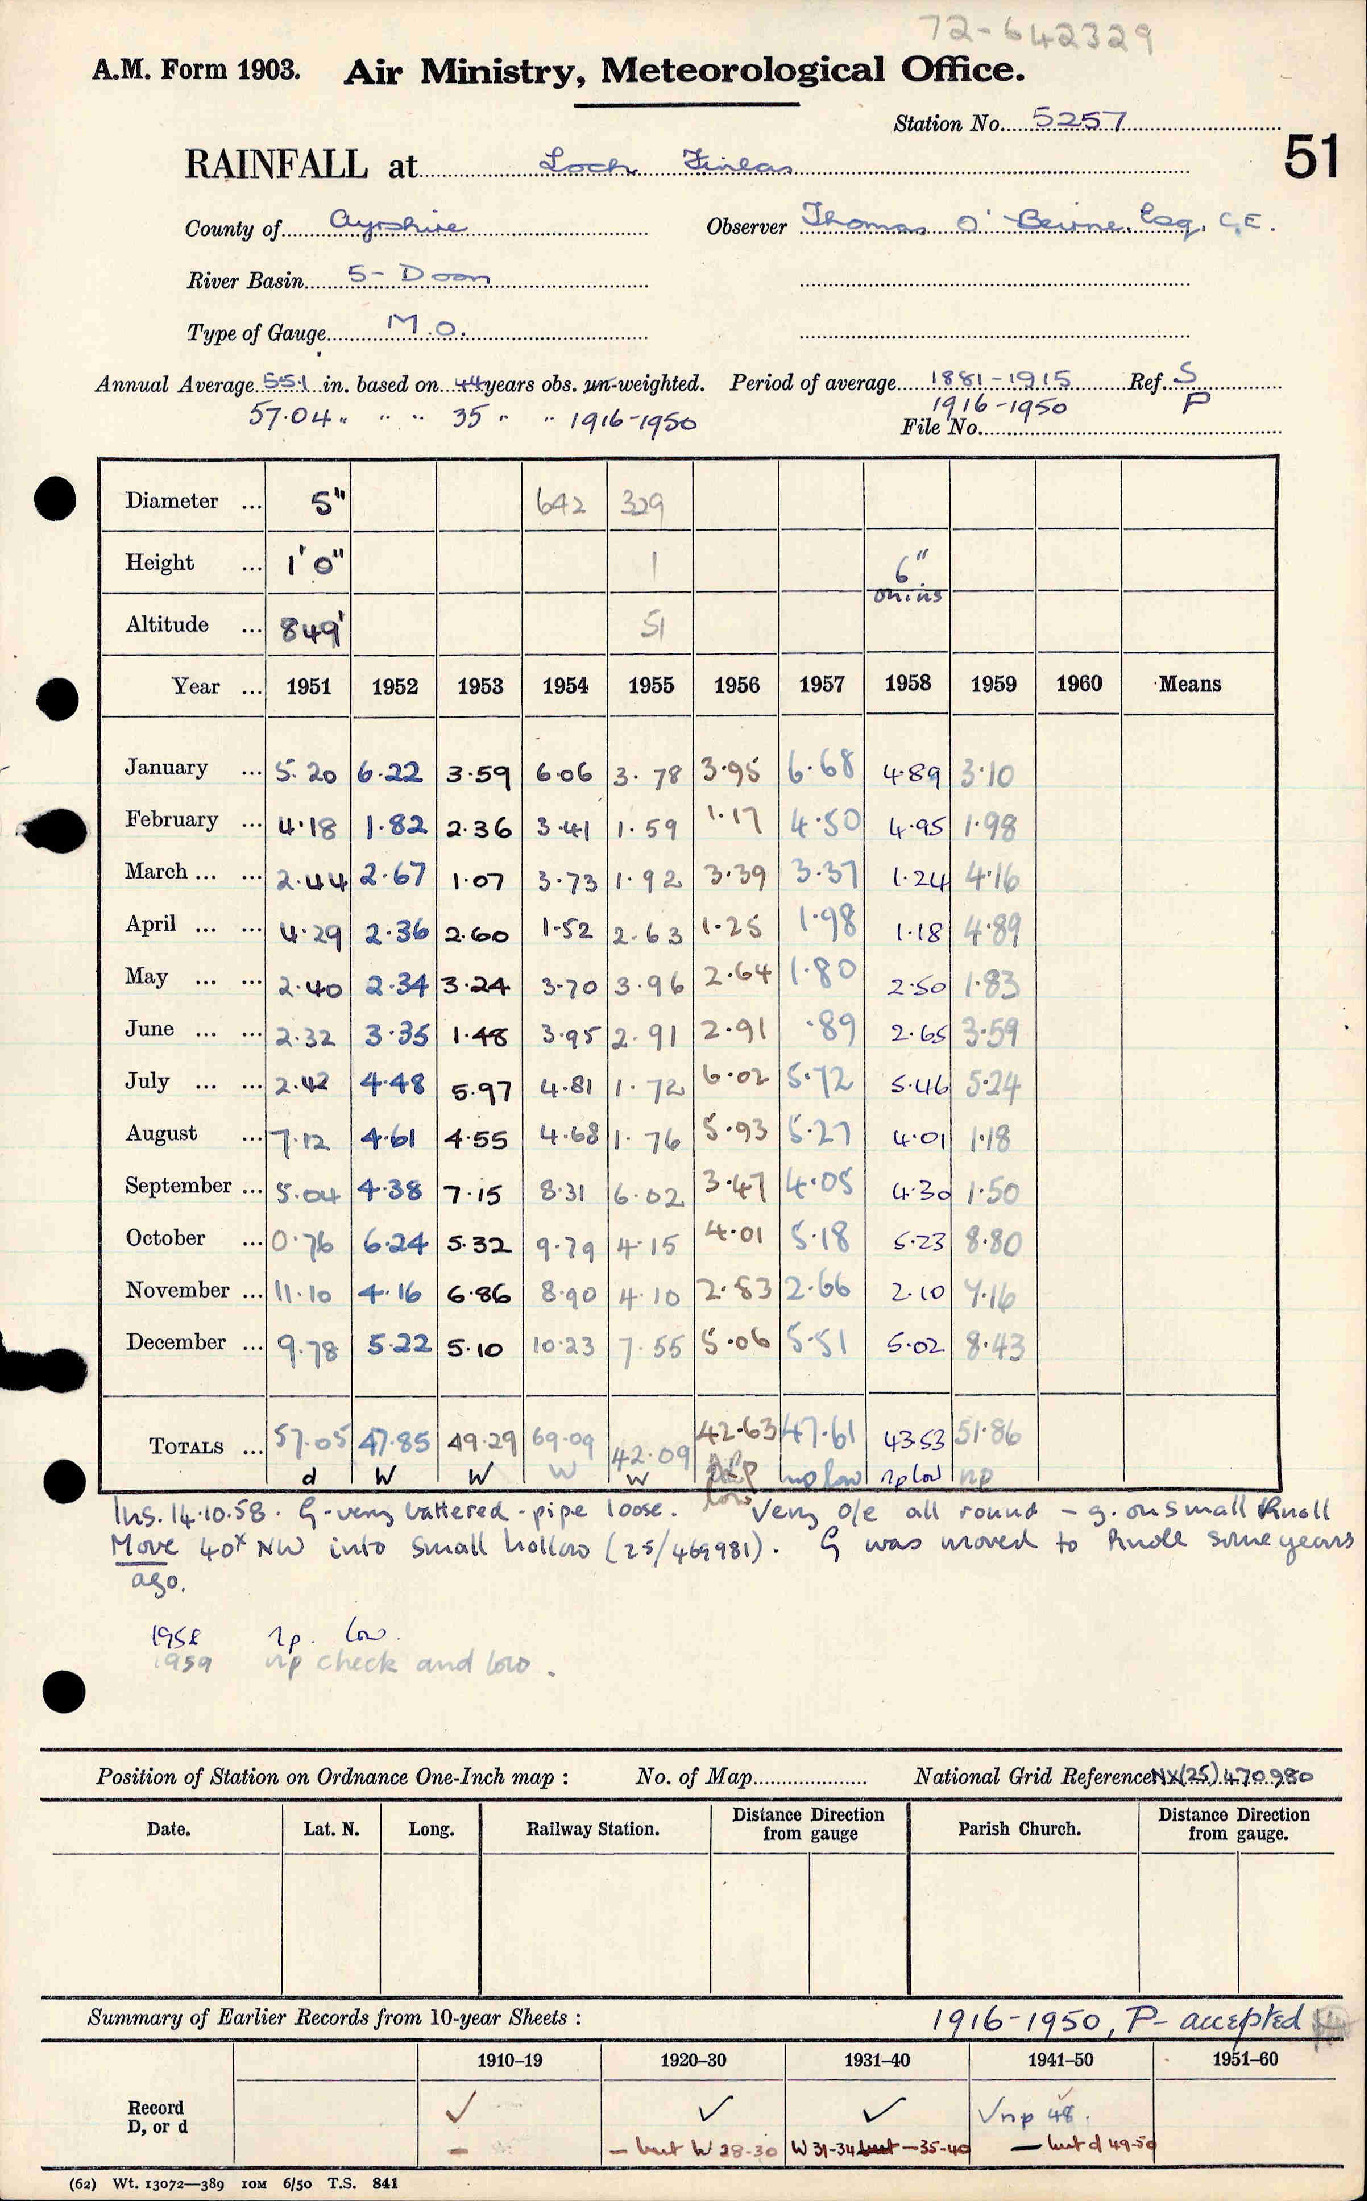 72-642329
A.M. Form 1903. Air Ministry, Meteorological Office.
Station No. 5257
51
RAINFALL at Loch Finlas
County of Ayrshire Observer Thomas O'Beirne, Esq. C.E.
River Basin 5- Doon
Type of Gauge M.O.
Annual Average 55.1 in. based on 44 years obs. un-weighted. Period of average 1881-1915 Ref. S
57.04 " " " 35 " " 1916-1950 1916-1950 P
File No.
Diameter ... 5" 642 329
Height ... 1'0" 1 6"
on ins
Altitude ... 849' 51
Year ... 1951 1952 1953 1954 1955 1956 1957 1958 1959 1960 Means
January ... 5.20 6.22 3.59 6.06 3.78 3.95 6.68 4.89 3.10
February ... 4.18 1.82 2.36 3.41 1.59 1.17 4.50 4.95 1.98
March ... ... 2.44 2.67 1.07 3.73 1.92 3.39 3.37 1.24 4.16
April ... ... 4.29 2.36 2.60 1.52 2.63 1.25 1.98 1.18 4.89
May ... ... 2.40 2.34 3.24 3.70 3.96 2.64 1.80 2.50 1.83
June ... ... 2.32 3.35 1.48 3.95 2.91 2.91 .89 2.65 3.59
July ... ... 2.42 4.48 5.97 4.81 1.72 6.02 5.72 5.46 5.24
August ... 7.12 4.61 4.55 4.68 1.76 5.93 5.27 4.01 1.18
September ... 5.04 4.38 7.15 8.31 6.02 3.47 4.05 4.30 1.50
October ... 0.76 6.24 5.32 9.79 4.15 4.01 5.18 5.23 8.80
November ... 11.10 4.16 6.86 8.90 4.10 2.83 2.66 2.10 7.16
December ... 9.78 5.22 5.10 10.23 7.55 5.06 5.51 5.02 8.43
TOTALS ... 57.05 47.85 49.29 69.09 42.09 42.63 47.61 43.53 51.86
d W W W W low np low np low np
Ins. 14.10.58. G-very battered - pipe loose. Very o/e all round - g. on small knoll
Move 40x NW into small hollow (25/469981). G was moved to knoll some years
ago.
1958 np. low.
1959 np check and low.
Position of Station on Ordnance One-Inch map : No. of Map National Grid Reference NX(25)470980
Date. Lat. N. Long. Railway Station. Distance Direction from gauge Parish Church. Distance Direction from gauge.
Summary of Earlier Records from 10-year Sheets : 1916-1950, P- accepted
1910–19 1920–30 1931–40 1941–50 1951–60
Record ✓ ✓ ✓ ✓np 48.
D, or d - - but W 28-30 W 31-34 but - 35-40 - but d 49-50
(62) Wt. 13072—389 10M 6/50 T.S. 841